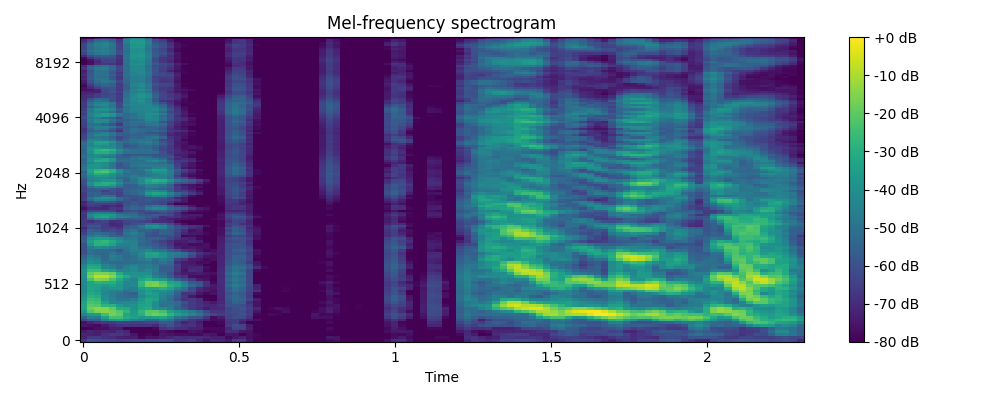 Mel-frequency spectrogram
8192
4096
2048
1024
512
0
Hz
0
0.5
1
1.5
2
Time
+0 dB
-10 dB
-20 dB
-30 dB
-40 dB
-50 dB
-60 dB
-70 dB
-80 dB